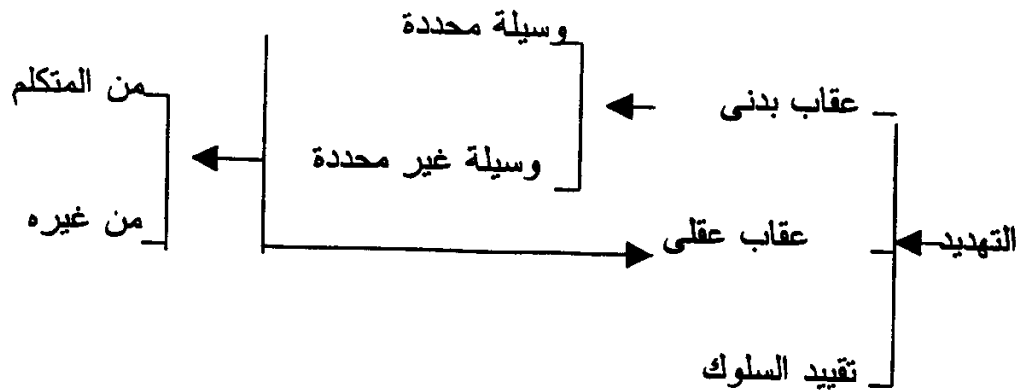 التهديد
عقاب بدنى
عقاب عقلى
تقييد السلوك
وسيلة محددة
وسيلة غير محددة
من المتكلم
من غيره